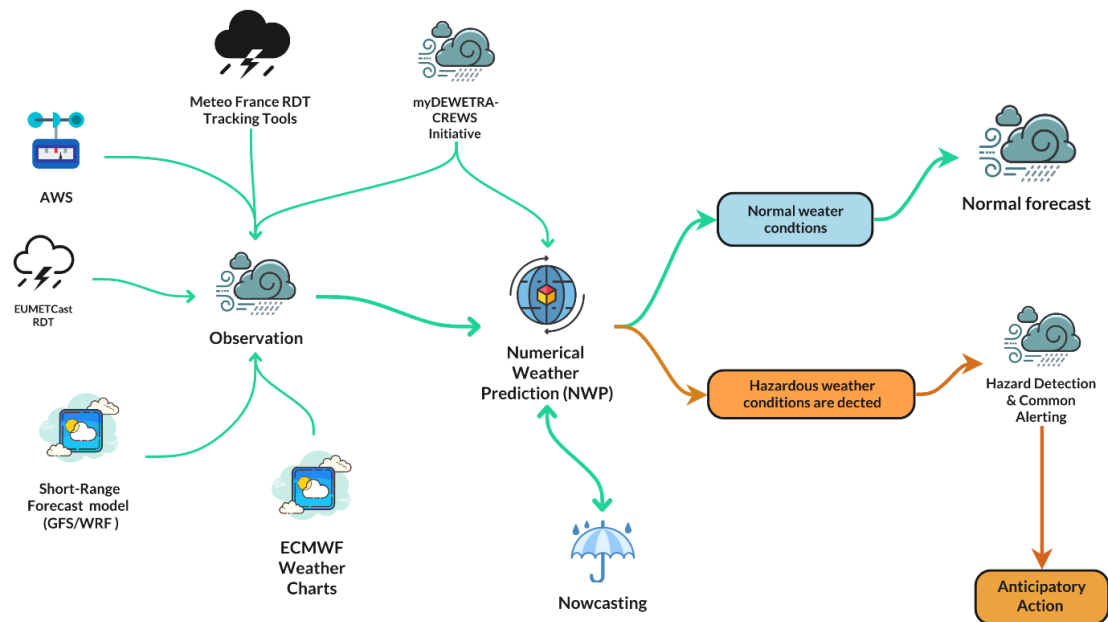 Meteo France RDT
Tracking Tools
myDEWETRA-
CREWS
Initiative
AWS
Normal weater
condtions
Normal forecast
EUMETCast
RDT
Observation
Numerical
Weather
Prediction (NWP)
Hazardous weather
conditions are dected
Hazard Detection
& Common
Alerting
Short-Range
Forecast model
(GFS/WRF )
ECMWF
Weather
Charts
Nowcasting
Anticipatory
Action